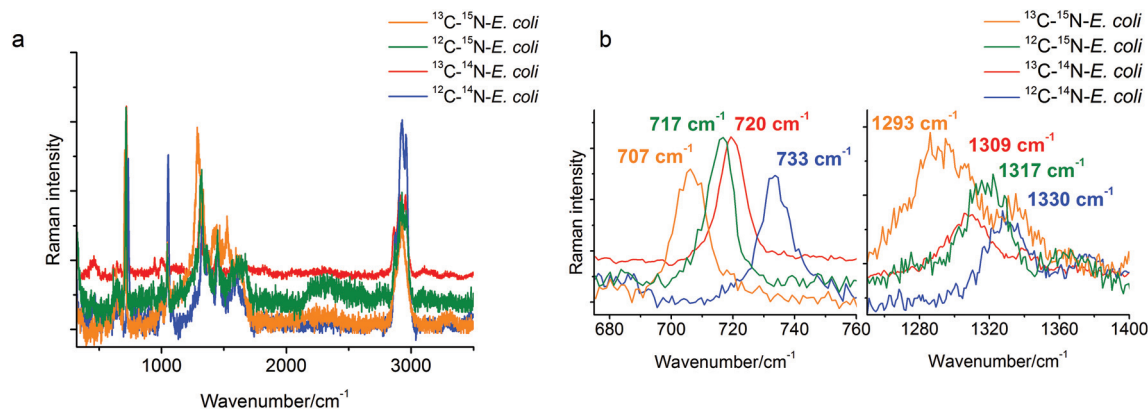 a
¹³C-¹⁵N-E. coli
¹²C-¹⁵N-E. coli
¹³C-¹⁴N-E. coli
¹²C-¹⁴N-E. coli
Raman intensity
1000
2000
3000
Wavenumber/cm⁻¹
b
¹³C-¹⁵N-E. coli
¹²C-¹⁵N-E. coli
¹³C-¹⁴N-E. coli
¹²C-¹⁴N-E. coli
717 cm⁻¹
720 cm⁻¹
707 cm⁻¹
733 cm⁻¹
1293 cm⁻¹
1309 cm⁻¹
1317 cm⁻¹
1330 cm⁻¹
Raman intensity
680
700
720
740
760
1280
1320
1360
1400
Wavenumber/cm⁻¹
Wavenumber/cm⁻¹